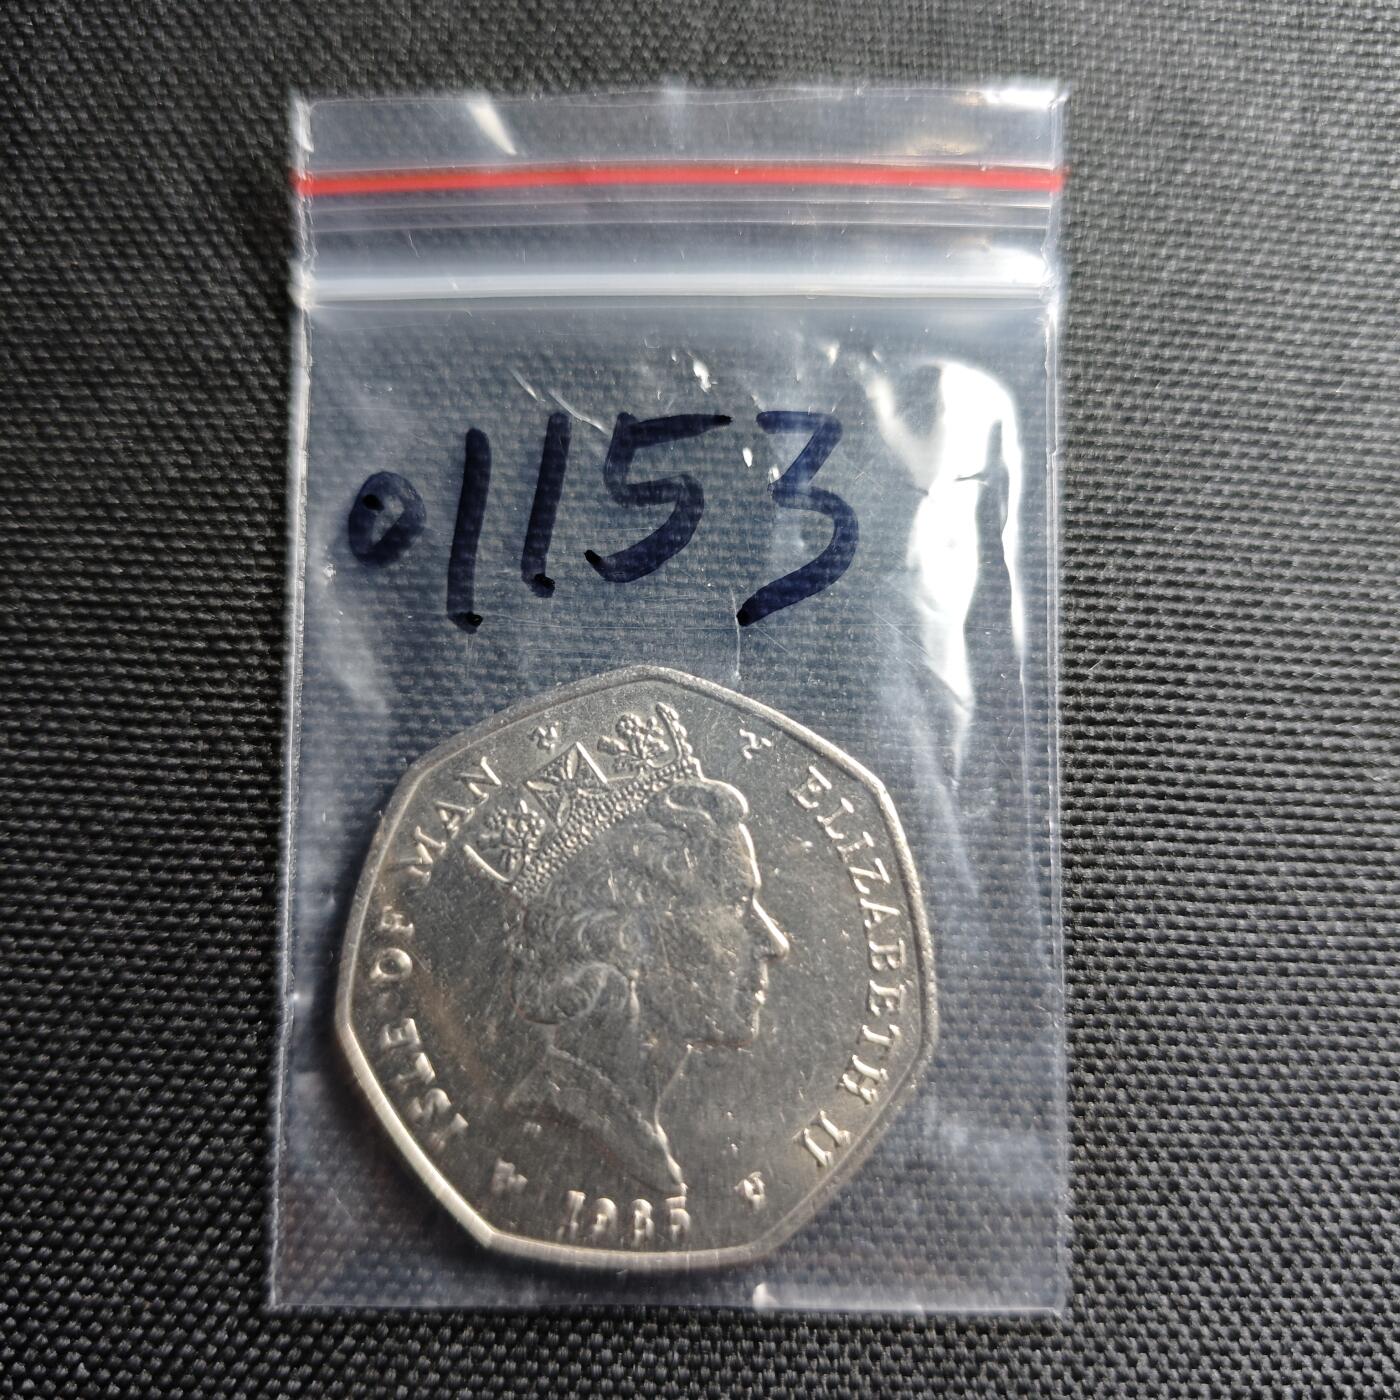 01153
ISLE OF MAN
ELIZABETH II
1985